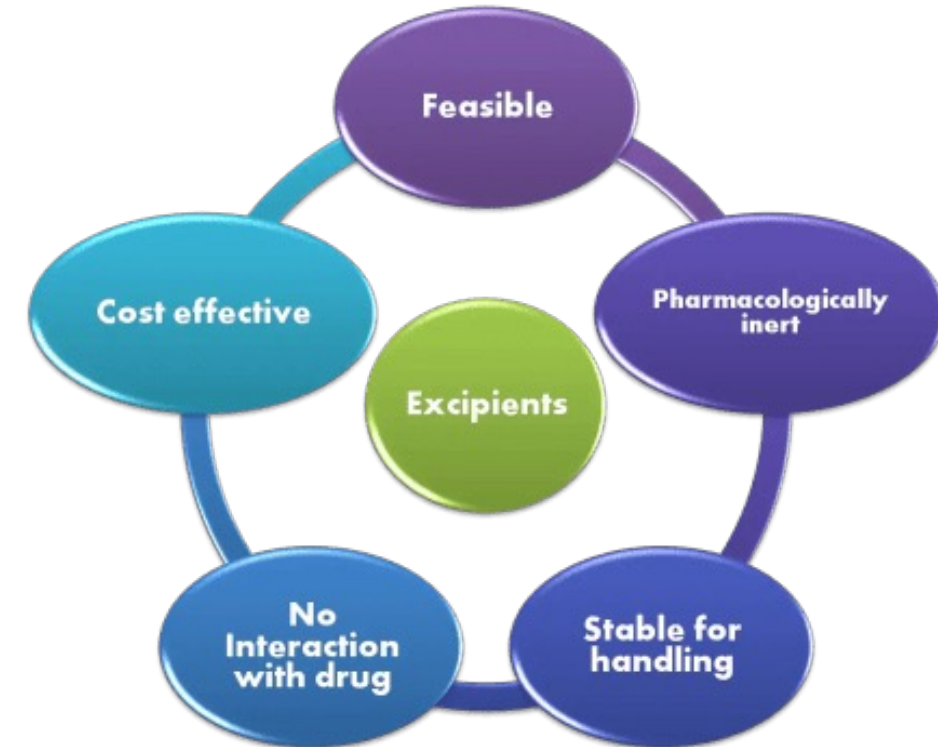 Feasible
Pharmacologically
inert
Cost effective
Excipients
No
Interaction
with drug
Stable for
handling